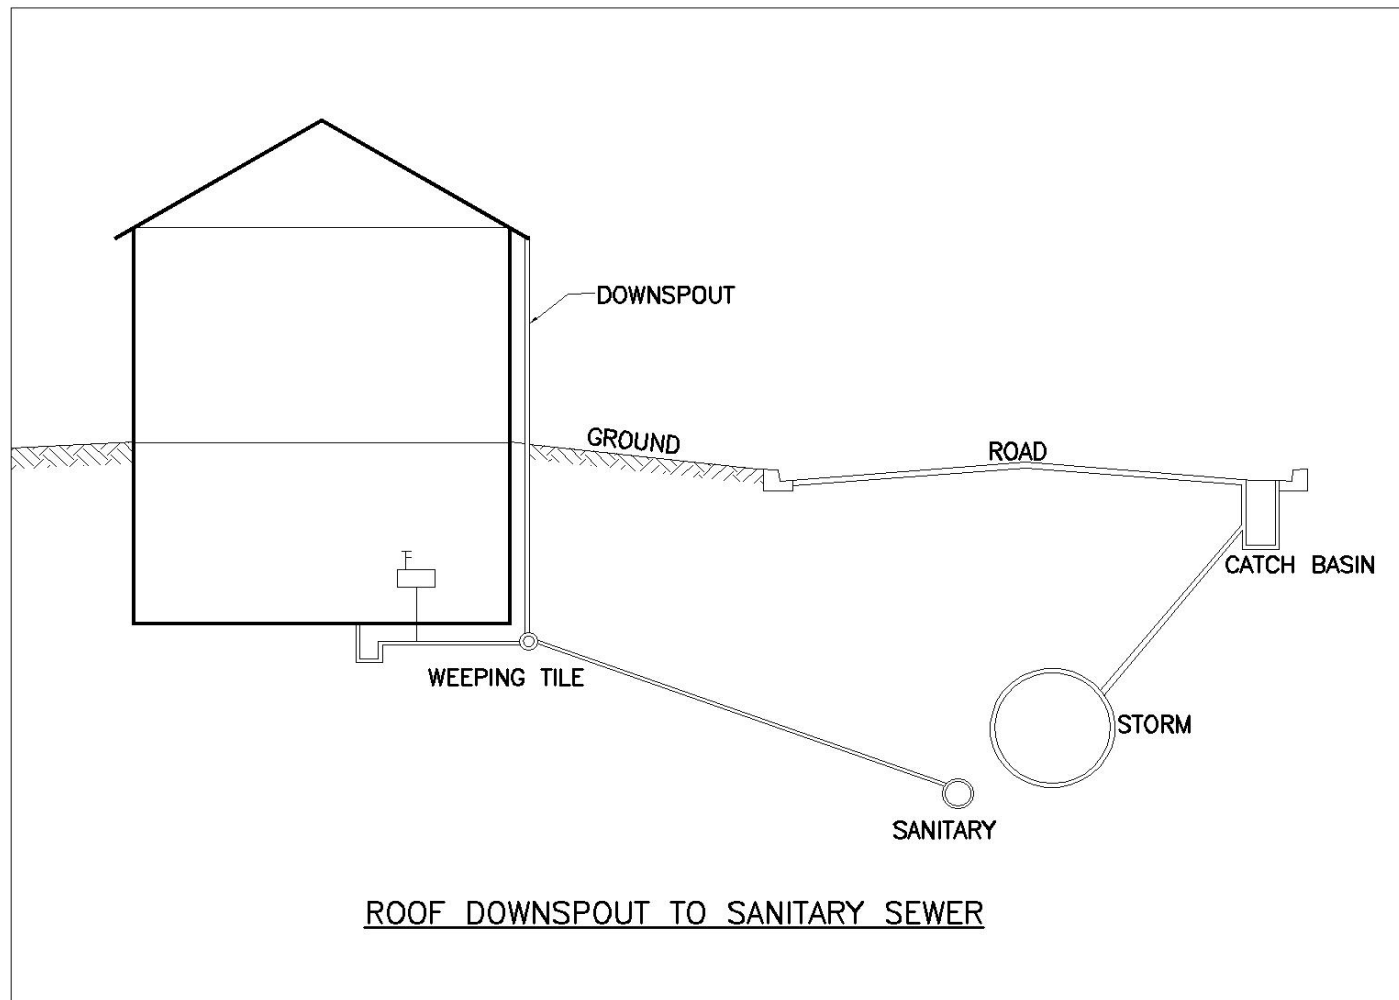 DOWNSPOUT
GROUND
ROAD
CATCH BASIN
WEEPING TILE
STORM
SANITARY
ROOF DOWNSPOUT TO SANITARY SEWER